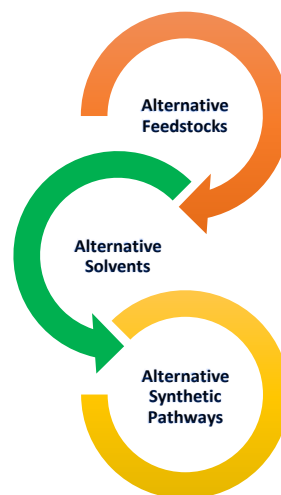 Alternative
Feedstocks
Alternative
Solvents
Alternative
Synthetic
Pathways